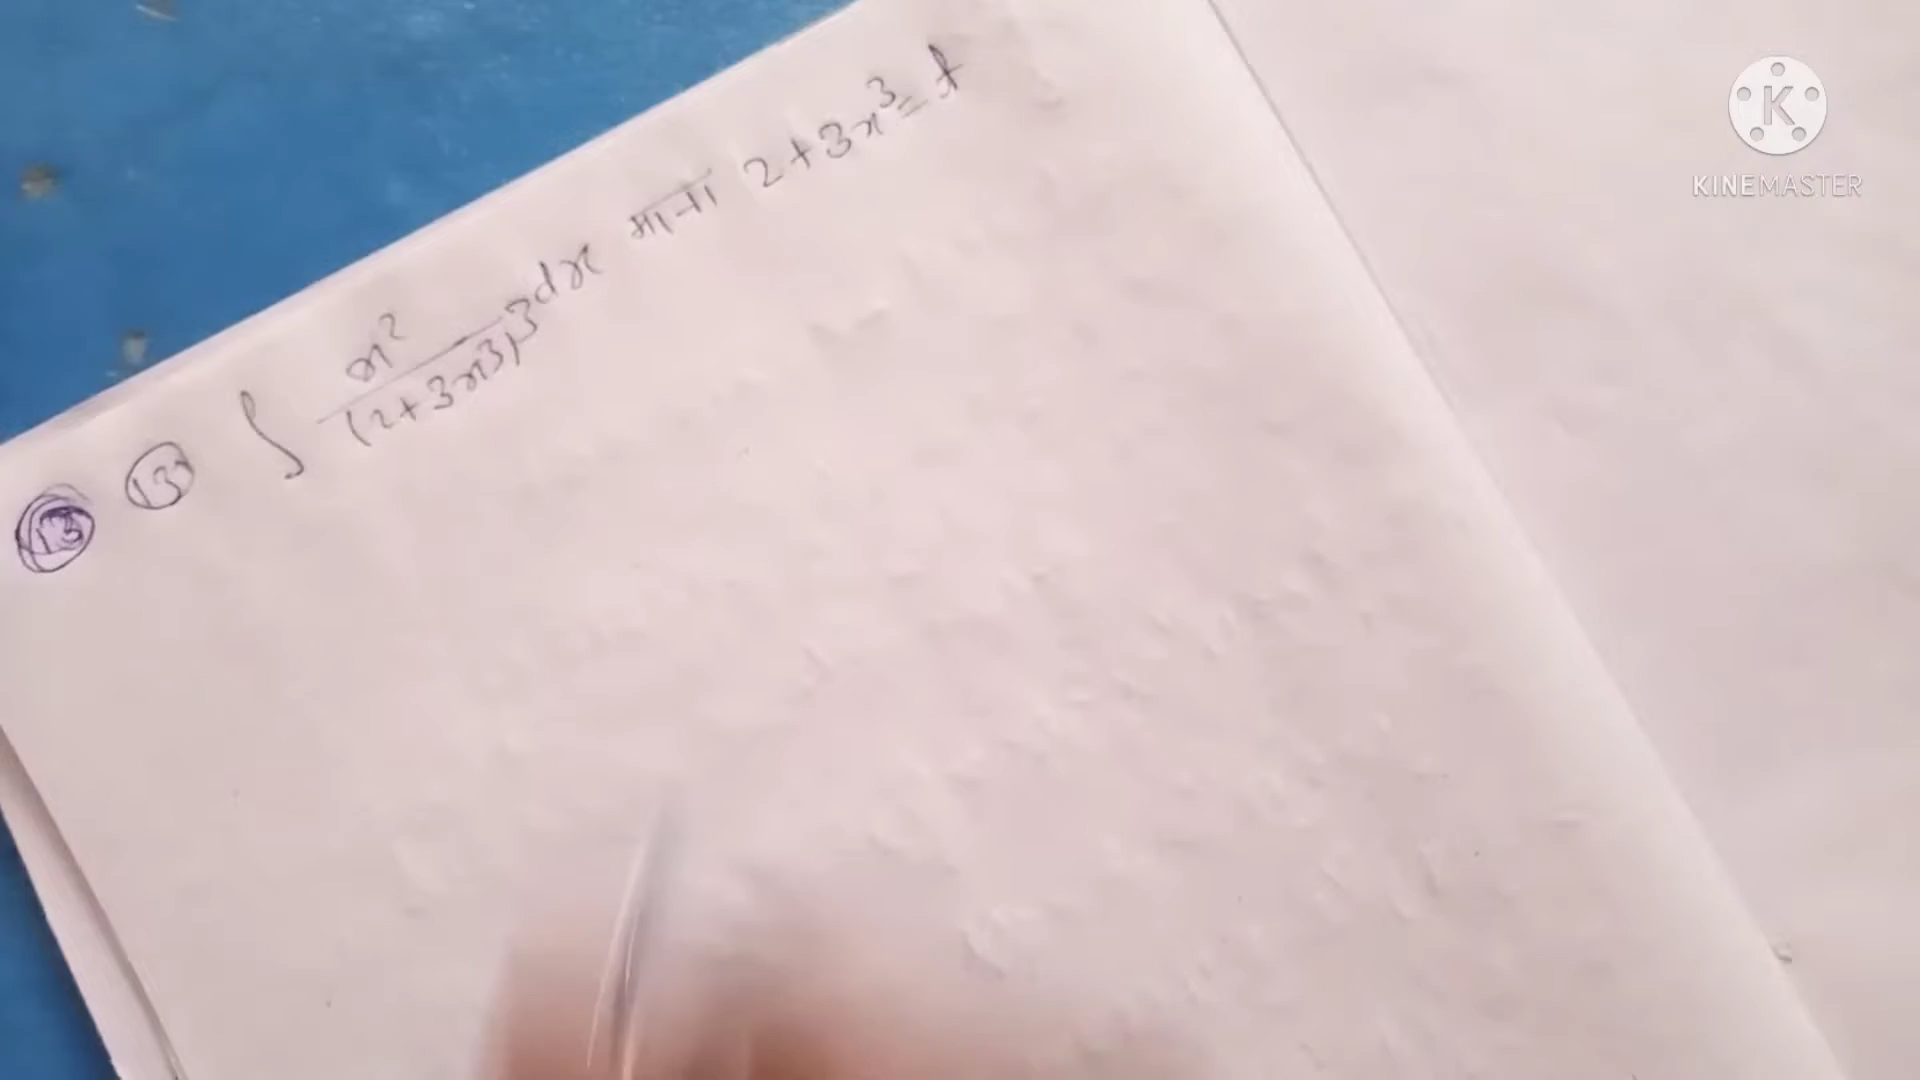 (13) (13) ∫ x²/(2+3x³)³ dx माना 2+3x³=t
KINEMASTER